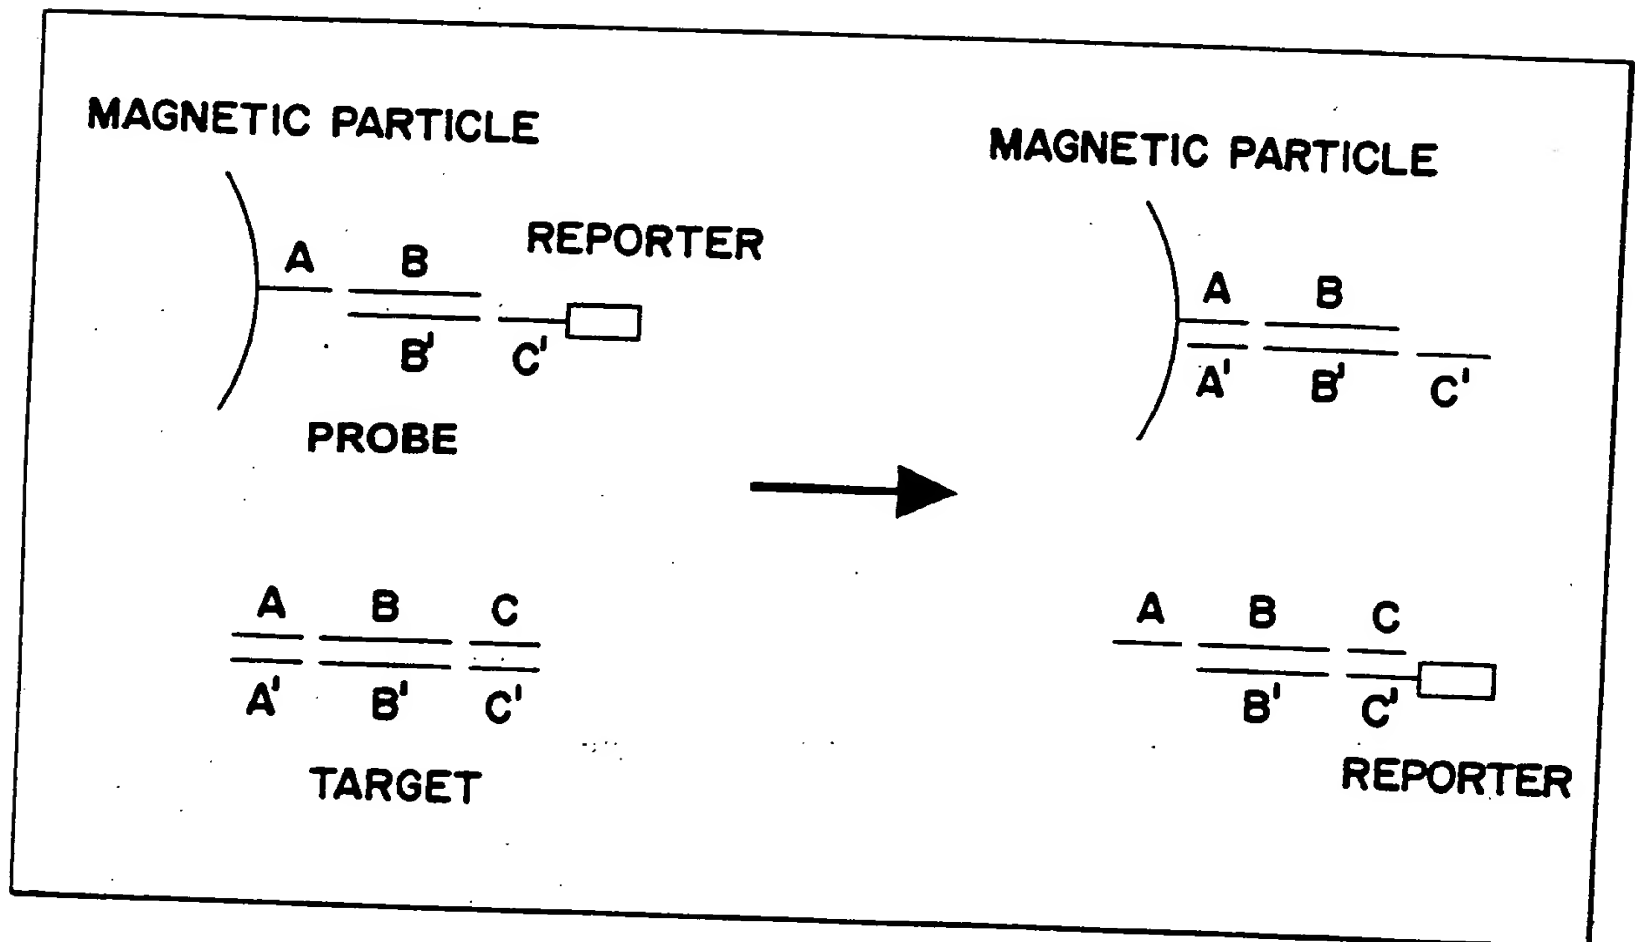 MAGNETIC PARTICLE
A B REPORTER
B' C'
PROBE
A B C
A' B' C'
TARGET
MAGNETIC PARTICLE
A B
A' B' C'
A B C
B' C'
REPORTER